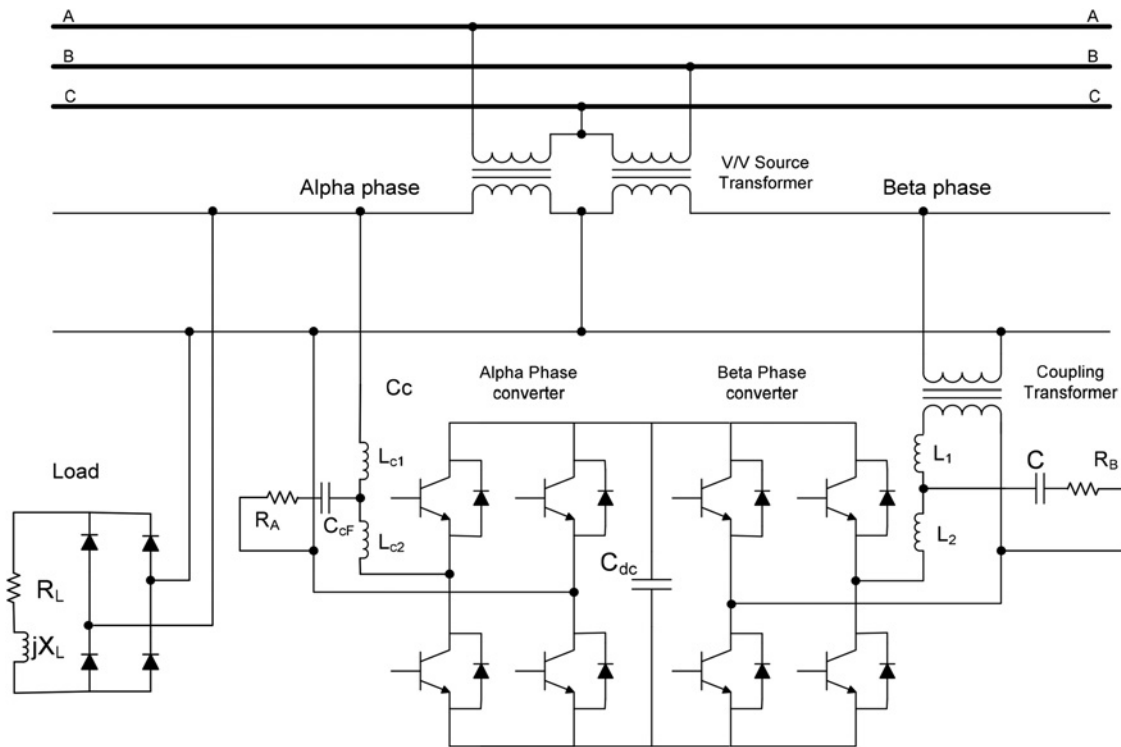 A A
B B
C C
V/V Source
Transformer
Alpha phase
Beta phase
Cc
Alpha Phase
converter
Beta Phase
converter
Coupling
Transformer
Load
Lc1
L1
C
RB
RA
CcF
Lc2
L2
Cdc
RL
jXL